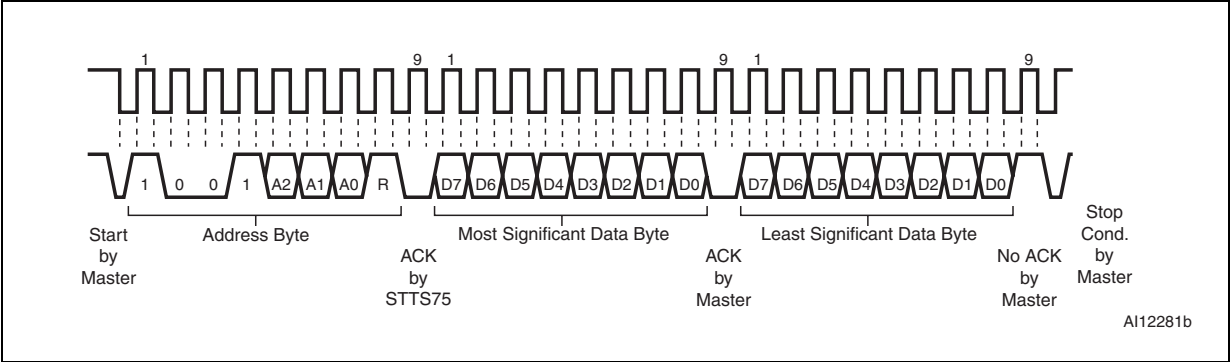 1 9 1 9 1 9
1 0 0 1 A2 A1 A0 R D7 D6 D5 D4 D3 D2 D1 D0 D7 D6 D5 D4 D3 D2 D1 D0
Start
by
Master
Address Byte
ACK
by
STTS75
Most Significant Data Byte
ACK
by
Master
Least Significant Data Byte
No ACK
by
Master
Stop
Cond.
by
Master
AI12281b